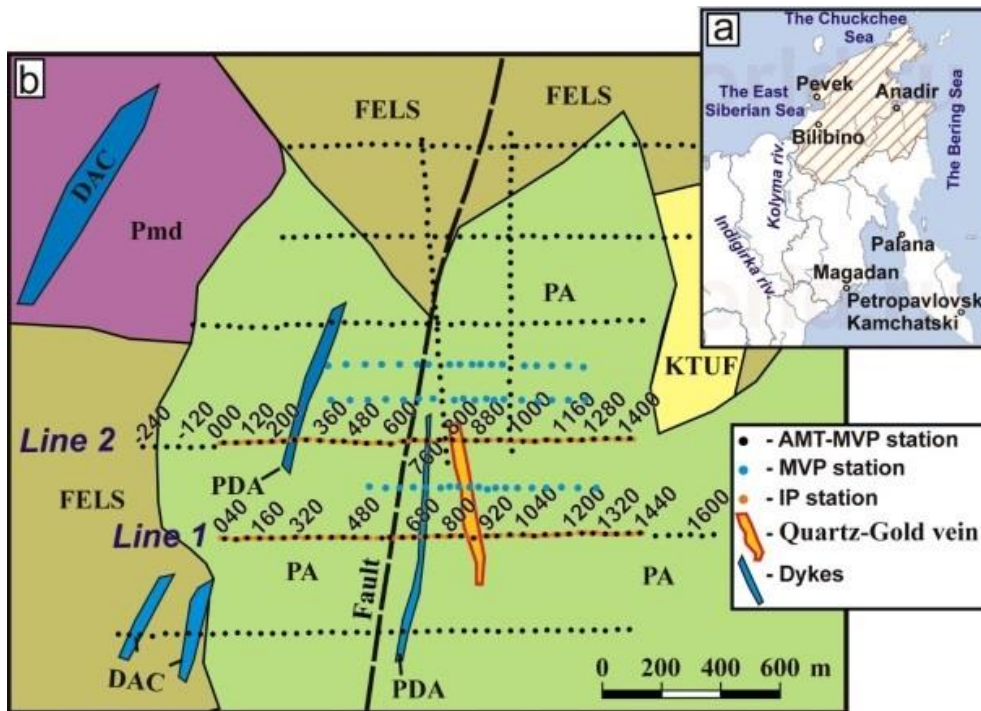 b
FELS
FELS
DAC
Pmd
PA
KTUF
-240
-120
000
120
200
360
480
600
760
800
880
1000
1160
1280
1400
Line 2
PDA
FELS
040
160
320
480
680
800
920
1040
1200
1320
1440
1600
Line 1
PA
Fault
PA
DAC
PDA
0 200 400 600 m
a
The Chuckchee
Sea
Pevek
The East
Siberian Sea
Anadir
Bilibino
The Bering Sea
Kolyma riv.
Indigirka riv.
Palana
Magadan
Petropavlovsk
Kamchatski
- AMT-MVP station
- MVP station
- IP station
- Quartz-Gold vein
- Dykes